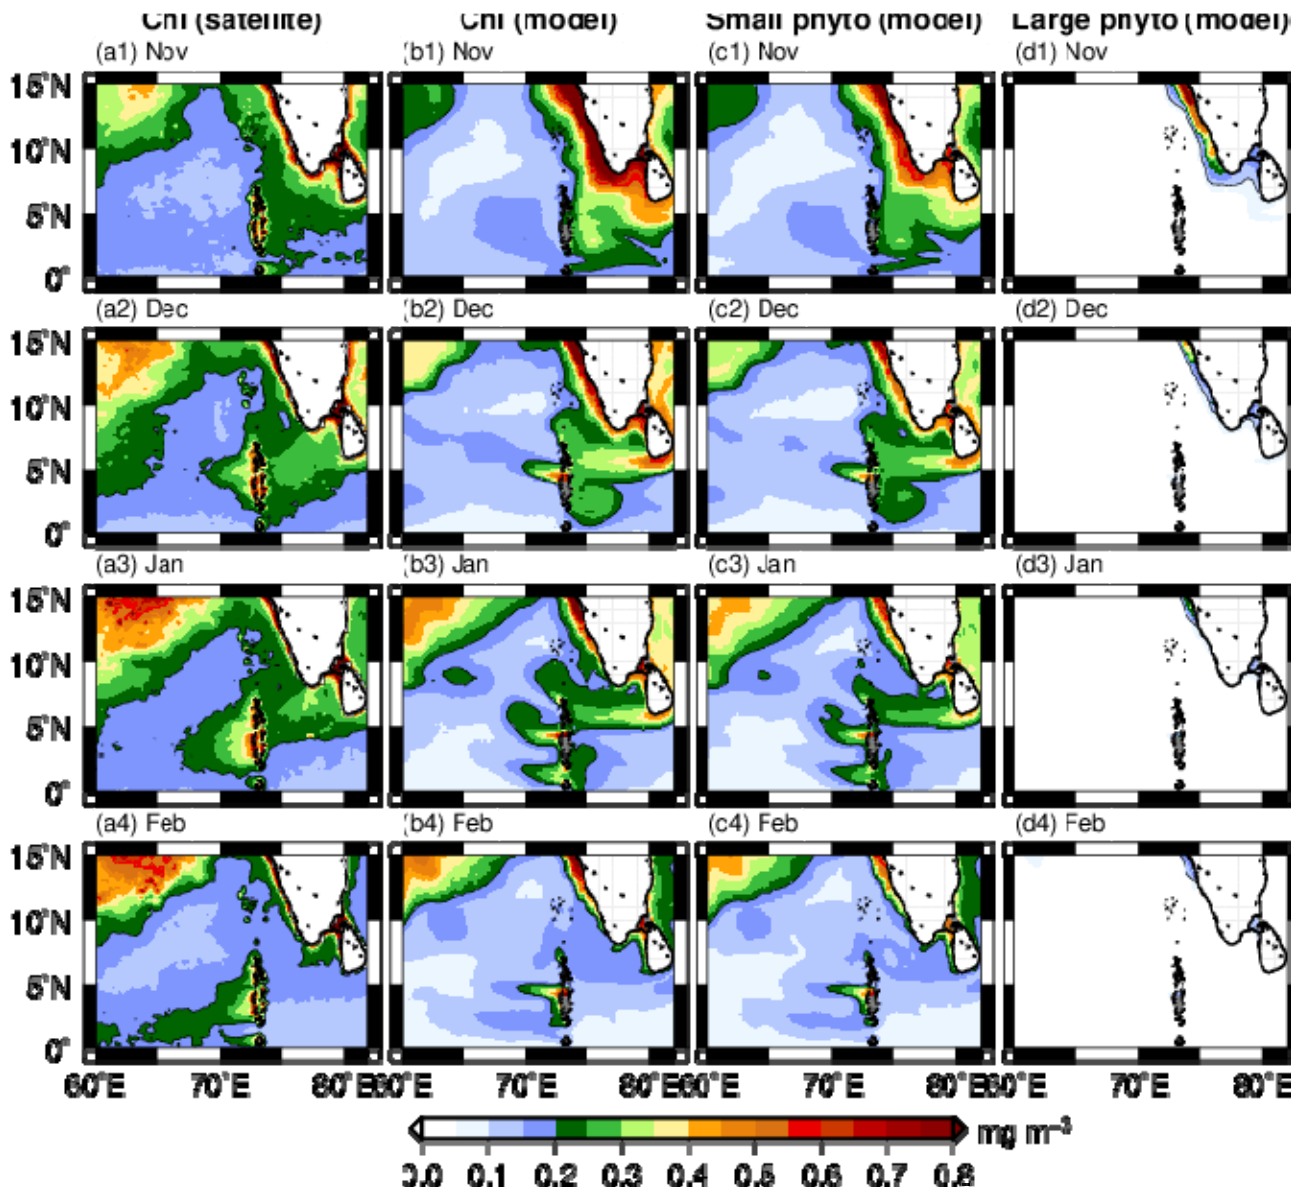 Chl (satellite) Chl (model) Small phyto (model) Large phyto (model)
(a1) Nov (b1) Nov (c1) Nov (d1) Nov
15°N
10°N
5°N
0°
(a2) Dec (b2) Dec (c2) Dec (d2) Dec
15°N
10°N
5°N
0°
(a3) Jan (b3) Jan (c3) Jan (d3) Jan
15°N
10°N
5°N
0°
(a4) Feb (b4) Feb (c4) Feb (d4) Feb
15°N
10°N
5°N
0°
60°E 70°E 80°E 70°E 80°E 70°E 80°E 70°E 80°
mg m⁻³
0.0 0.1 0.2 0.3 0.4 0.5 0.6 0.7 0.8